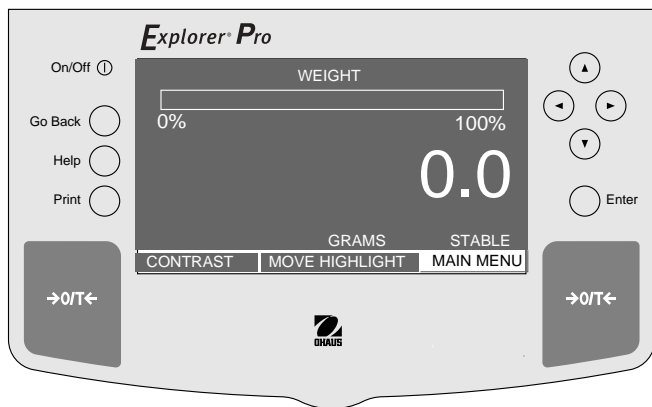 Explorer® Pro
On/Off
WEIGHT
Go Back
0% 100%
Help
0.0
Print
Enter
GRAMS STABLE
CONTRAST MOVE HIGHLIGHT MAIN MENU
→0/T← →0/T←
OHAUS